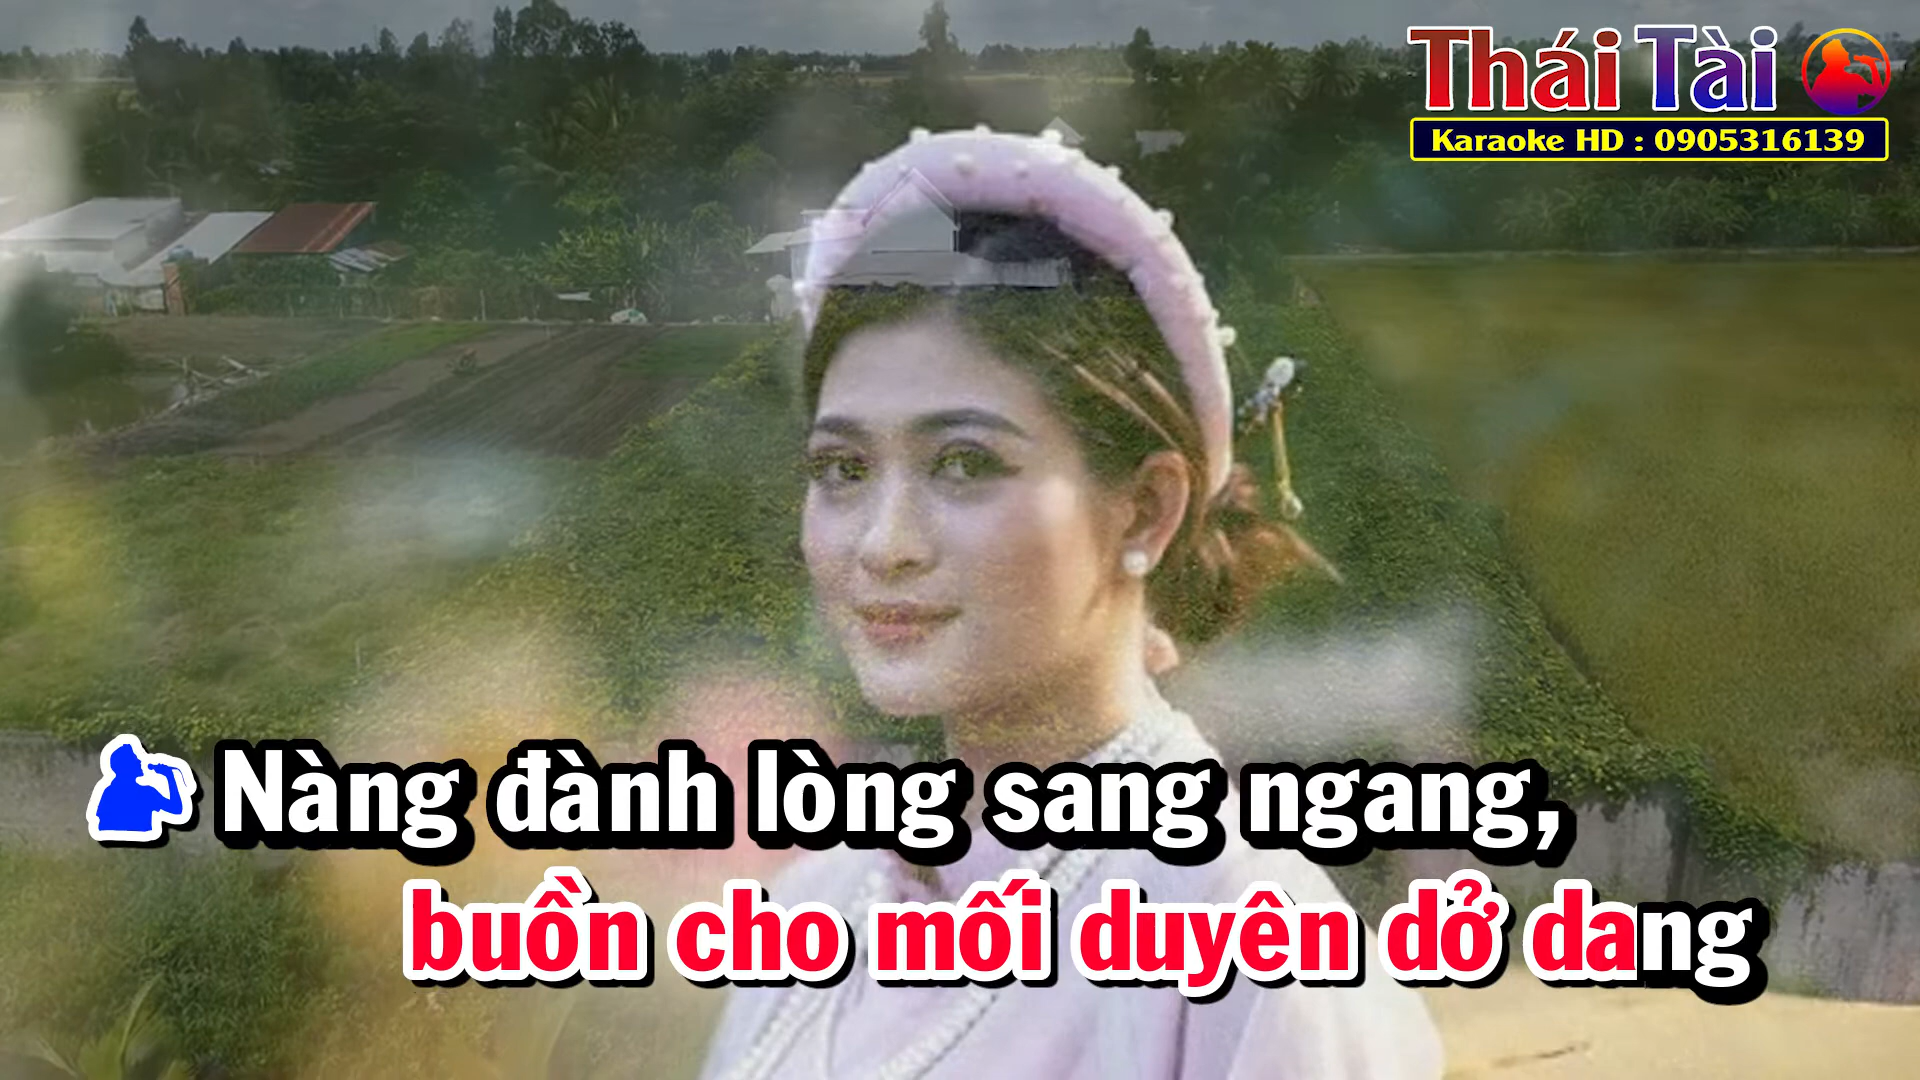 Thái Tài
Karaoke HD : 0905316139
Nàng đành lòng sang ngang,
buồn cho mối duyên dở dang